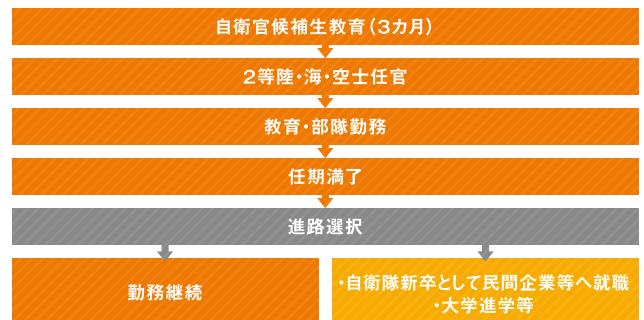 自衛官候補生教育（3カ月）
2等陸・海・空士任官
教育・部隊勤務
任期満了
進路選択
勤務継続
・自衛隊新卒として民間企業等へ就職
・大学進学等